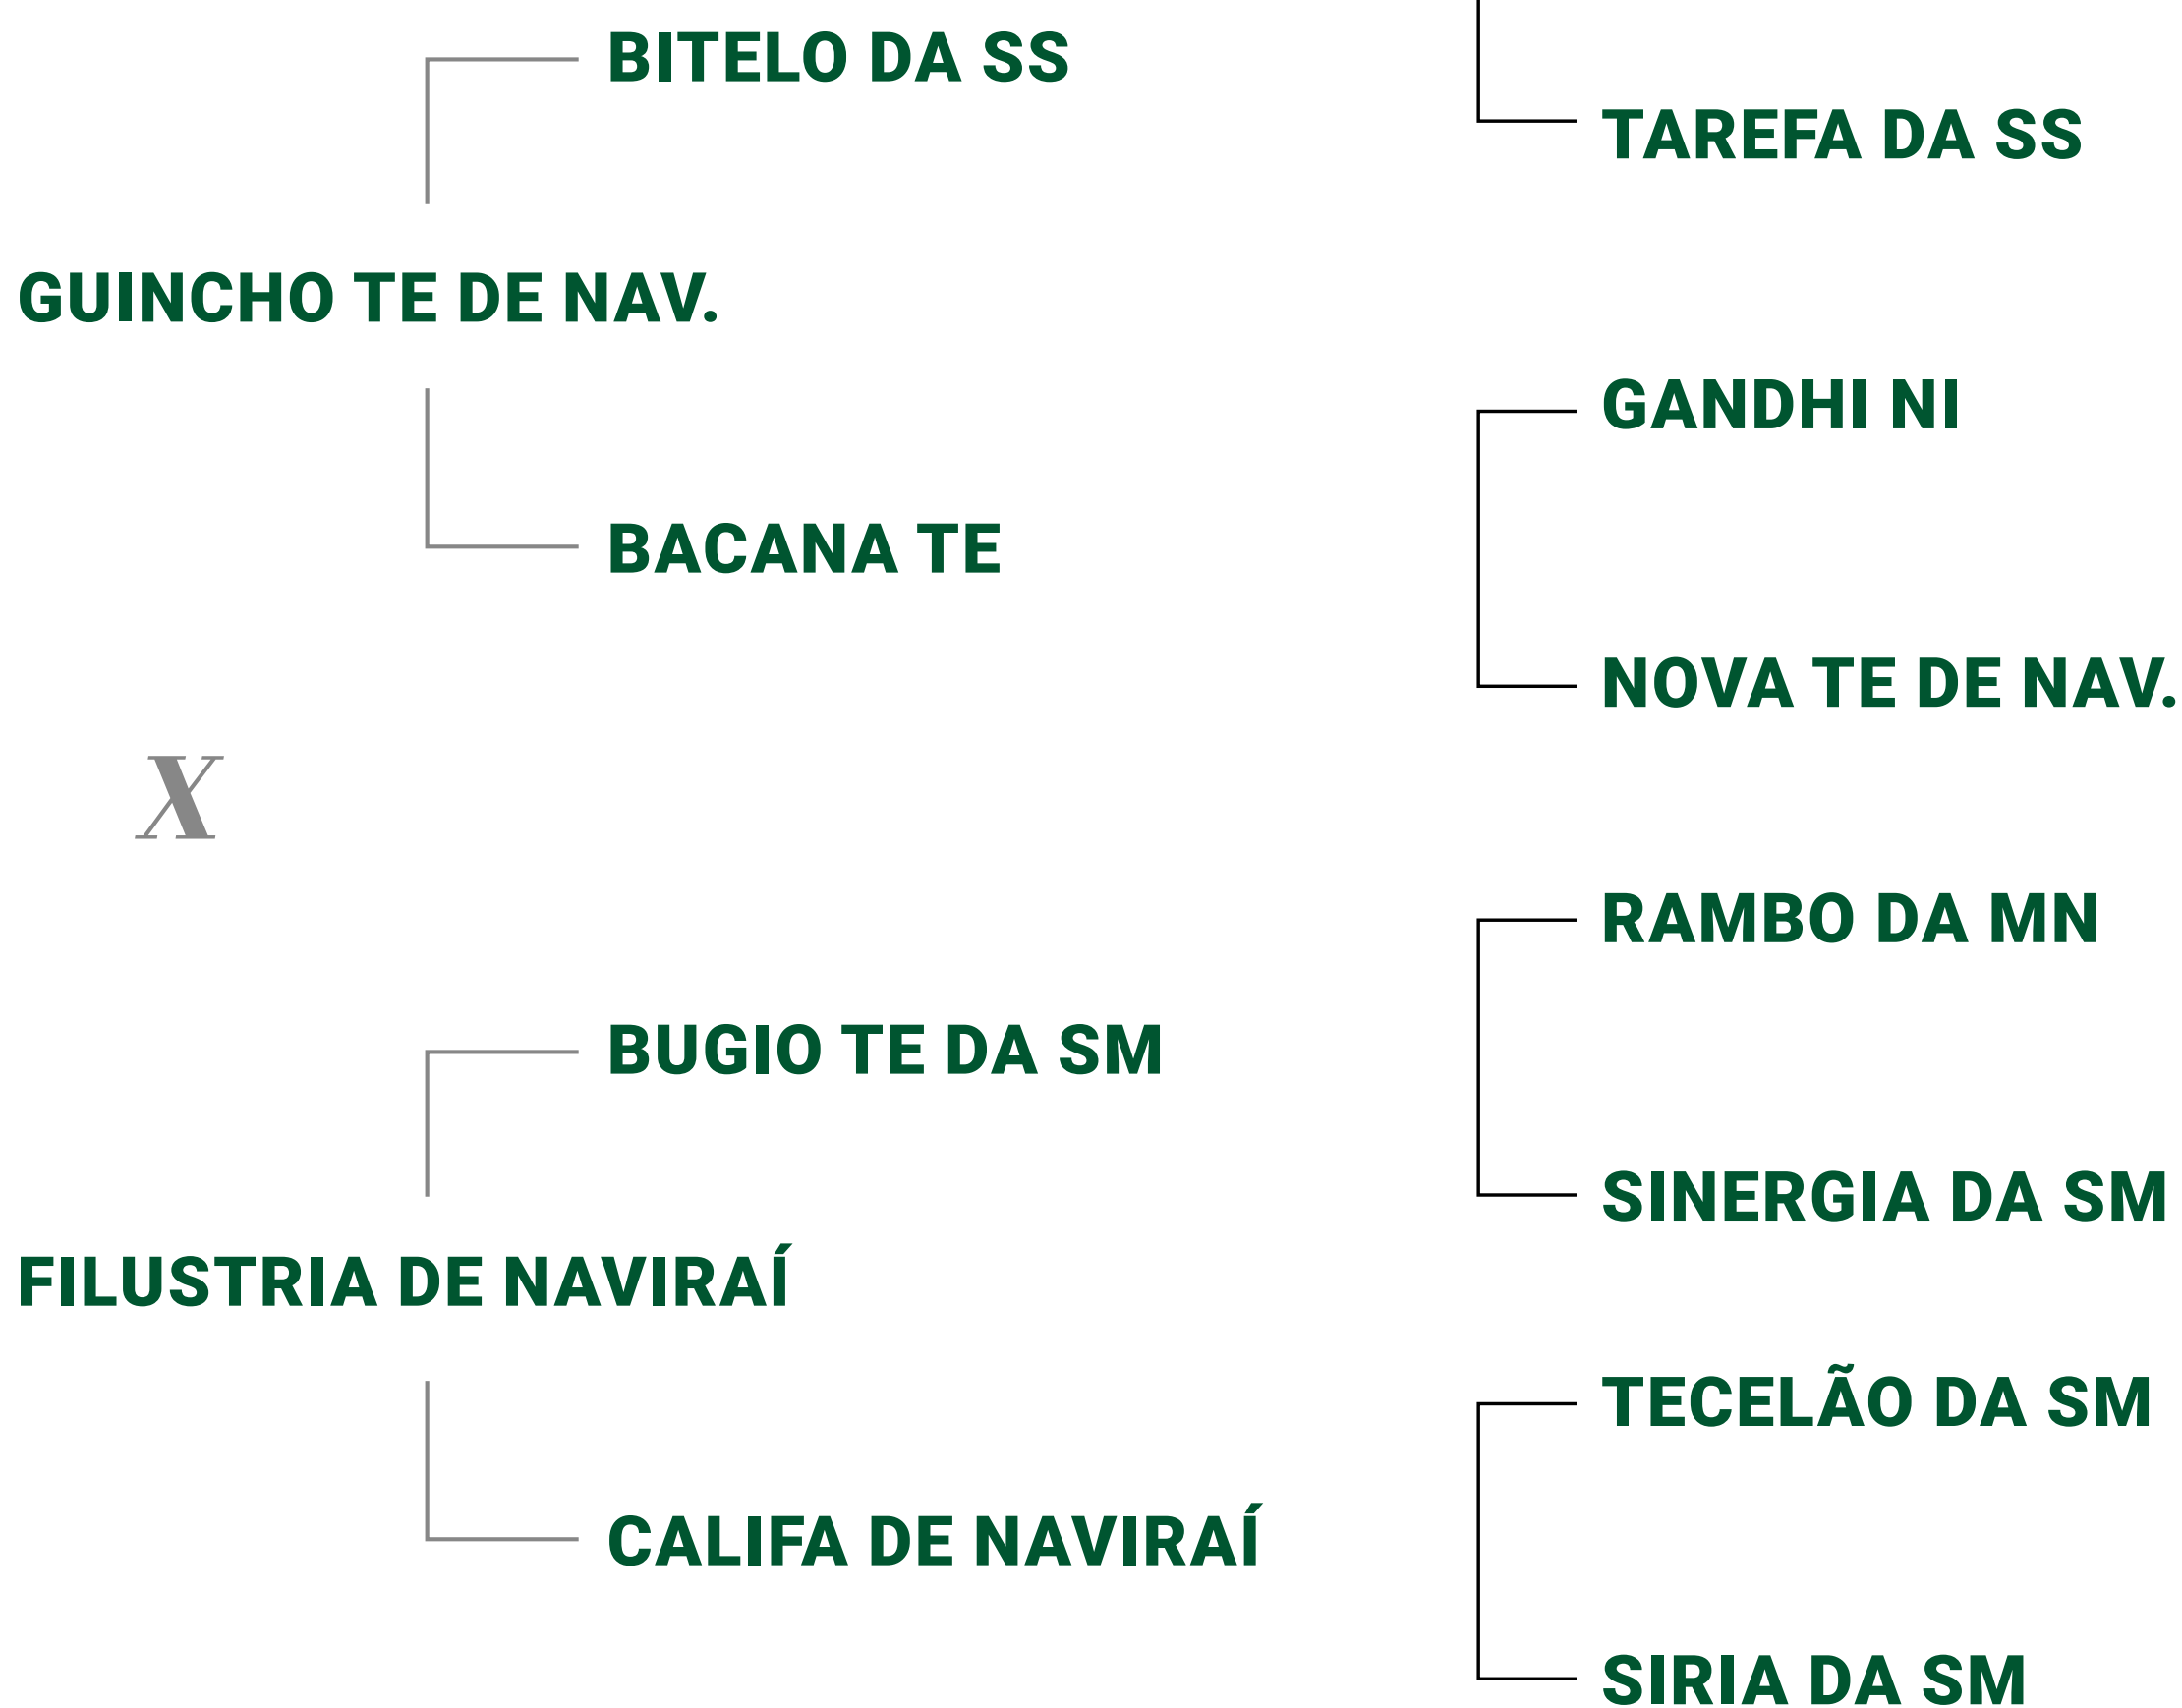 BITELO DA SS
TAREFA DA SS
GUINCHO TE DE NAV.
GANDHI NI
BACANA TE
NOVA TE DE NAV.
X
RAMBO DA MN
BUGIO TE DA SM
SINERGIA DA SM
FILUSTRIA DE NAVIRAÍ
TECELÃO DA SM
CALIFA DE NAVIRAÍ
SIRIA DA SM